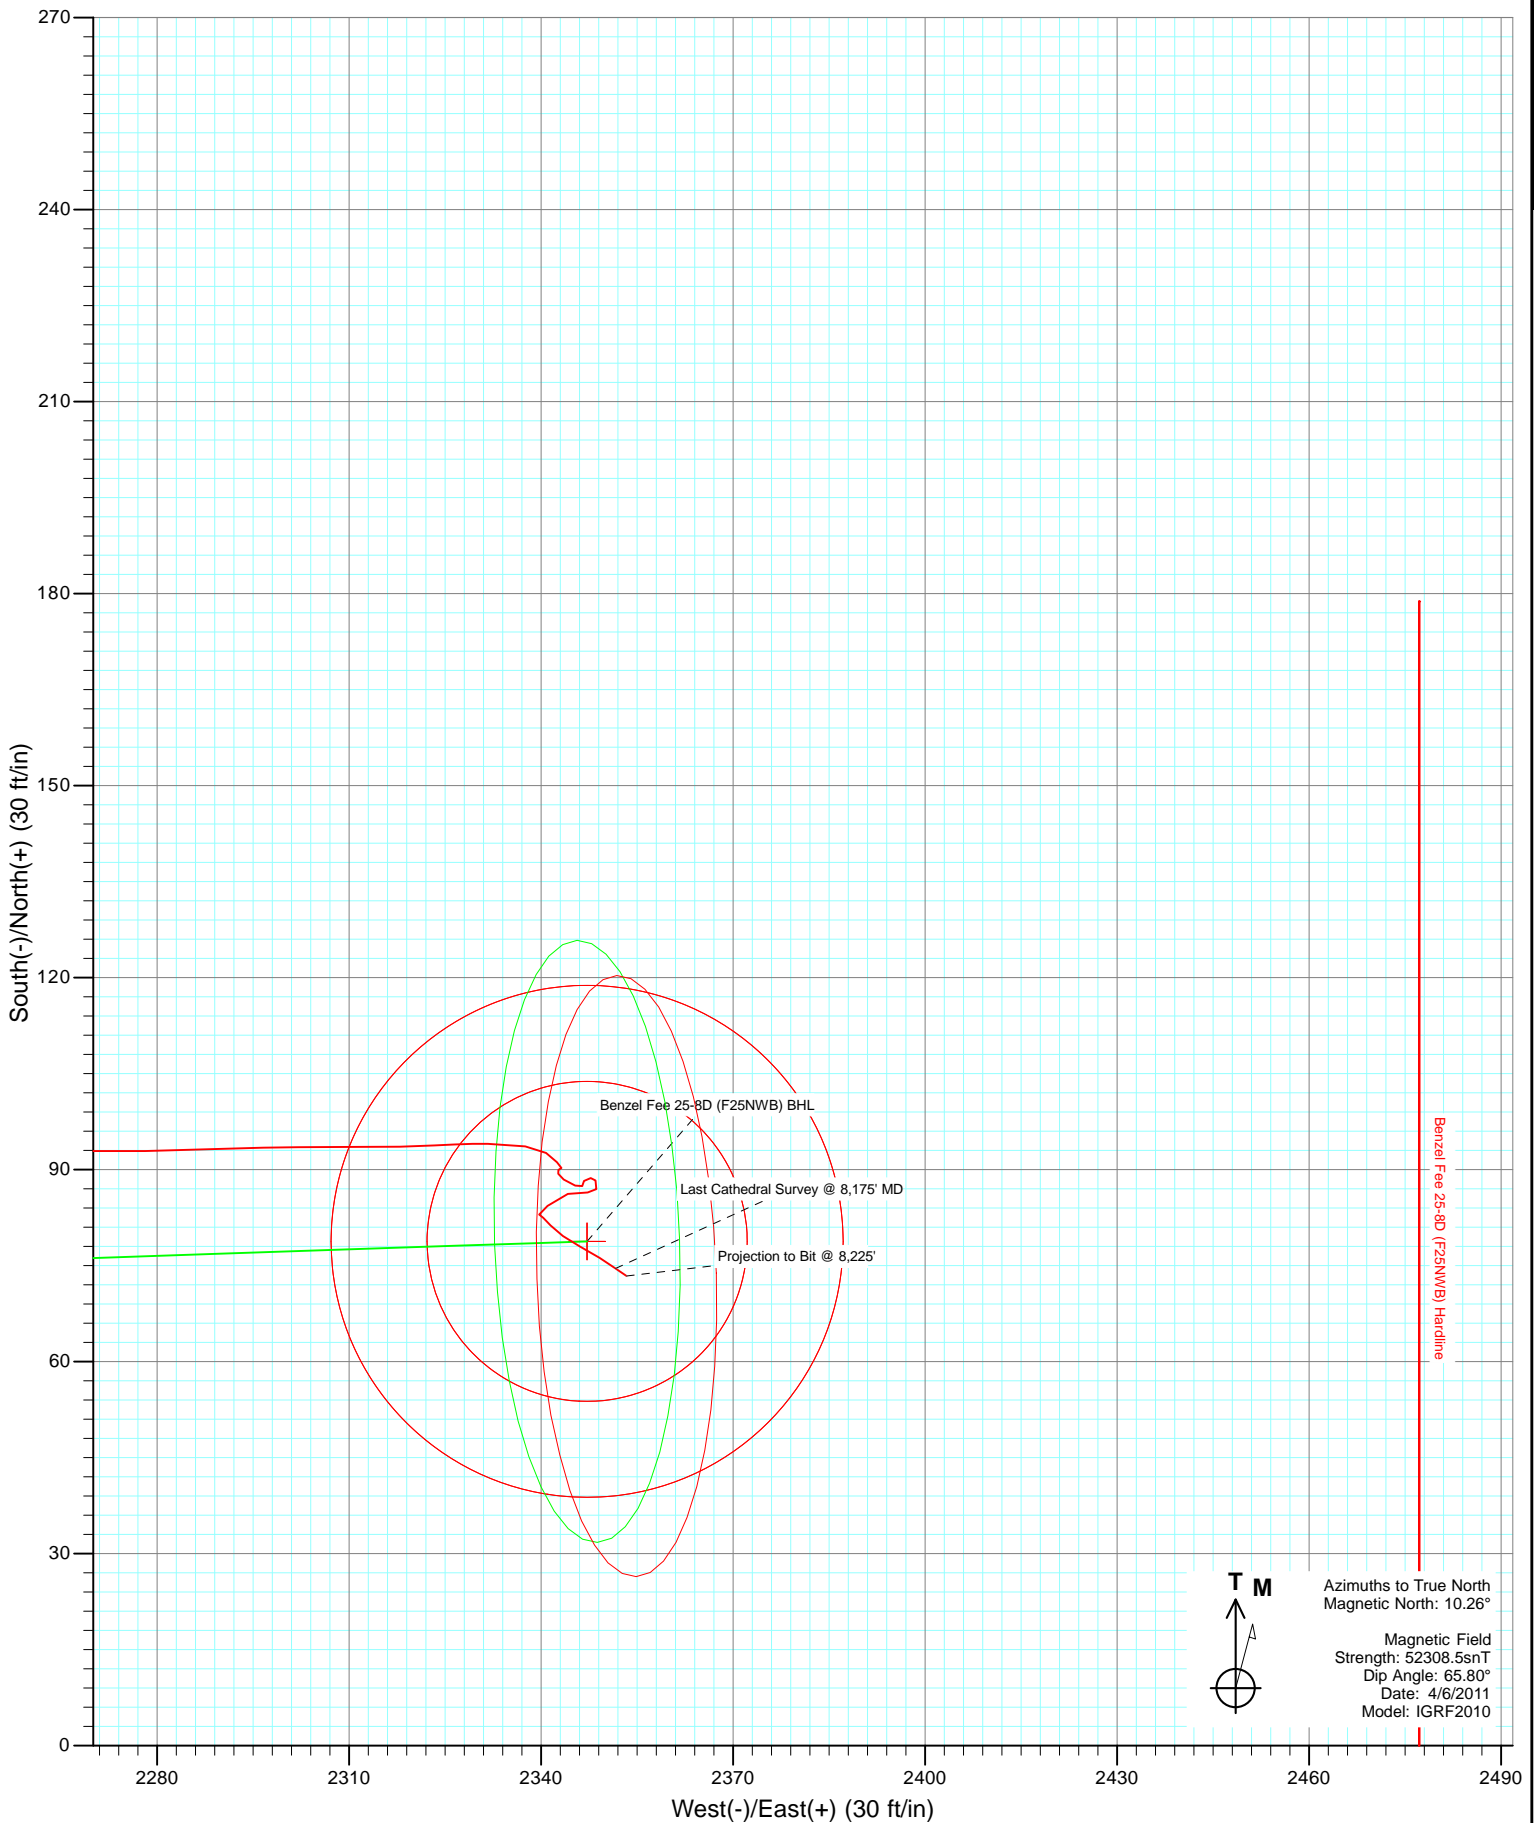 270
240
210
180
150
120
90
60
30
0
South(-)/North(+) (30 ft/in)
Benzel Fee 25-8D (F25NWB) BHL
Last Cathedral Survey @ 8,175' MD
Projection to Bit @ 8,225'
Benzel Fee 25-8D (F25NWB) Hardline
T M
Azimuths to True North
Magnetic North: 10.26°
Magnetic Field
Strength: 52308.5snT
Dip Angle: 65.80°
Date: 4/6/2011
Model: IGRF2010
2280 2310 2340 2370 2400 2430 2460 2490
West(-)/East(+) (30 ft/in)